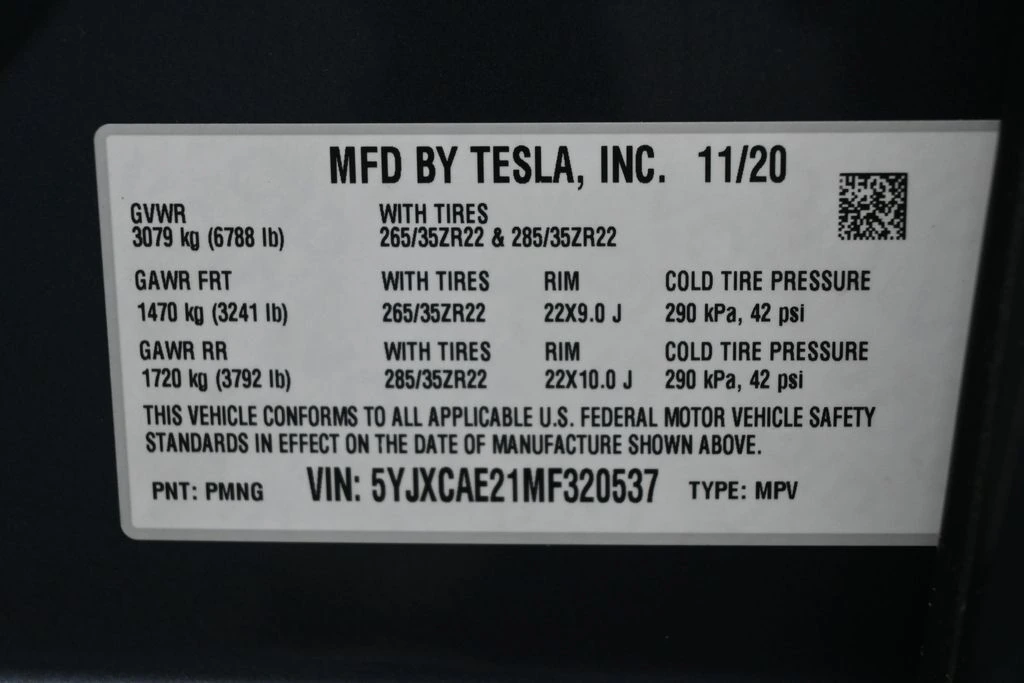 MFD BY TESLA, INC. 11/20
GVWR WITH TIRES
3079 kg (6788 lb) 265/35ZR22 & 285/35ZR22
GAWR FRT WITH TIRES RIM COLD TIRE PRESSURE
1470 kg (3241 lb) 265/35ZR22 22X9.0 J 290 kPa, 42 psi
GAWR RR WITH TIRES RIM COLD TIRE PRESSURE
1720 kg (3792 lb) 285/35ZR22 22X10.0 J 290 kPa, 42 psi
THIS VEHICLE CONFORMS TO ALL APPLICABLE U.S. FEDERAL MOTOR VEHICLE SAFETY
STANDARDS IN EFFECT ON THE DATE OF MANUFACTURE SHOWN ABOVE.
PNT: PMNG VIN: 5YJXCAE21MF320537 TYPE: MPV